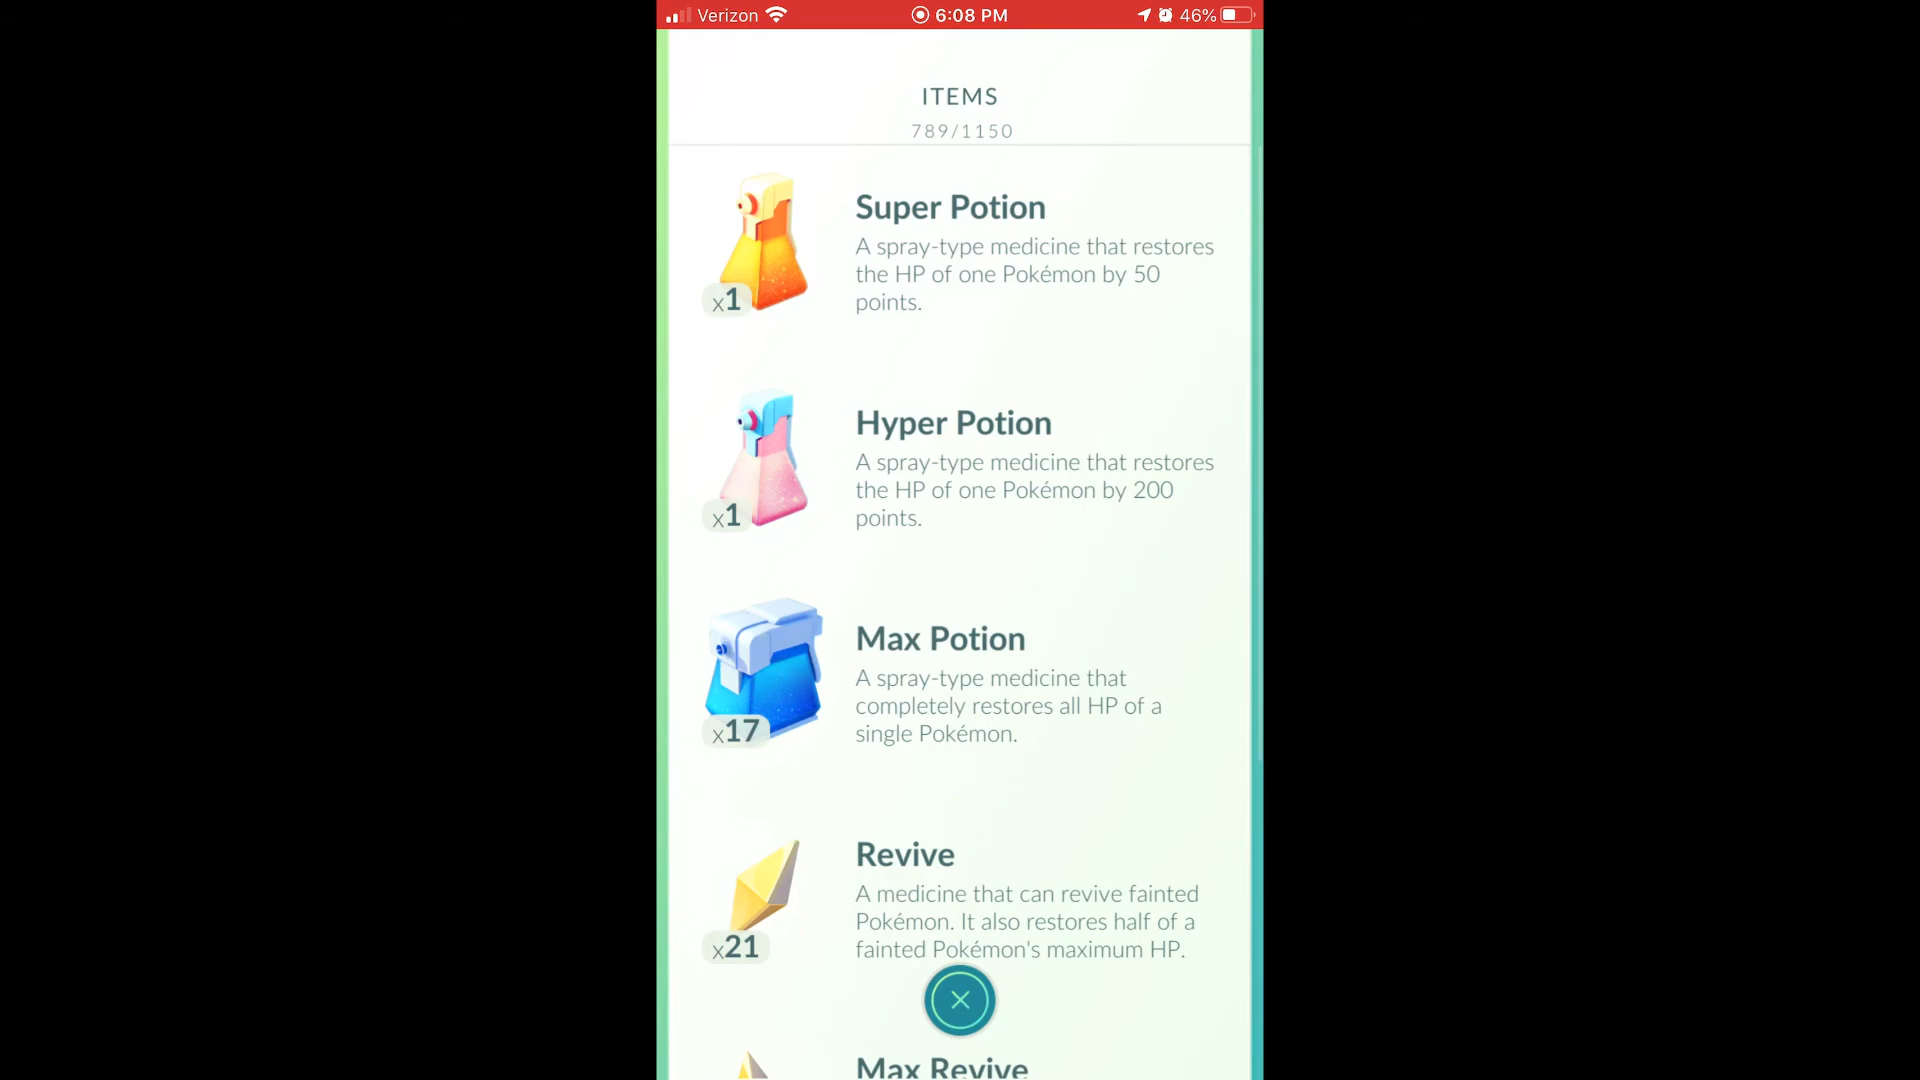 Verizon 6:08 PM 46%
ITEMS
789/1150
Super Potion
A spray-type medicine that restores
the HP of one Pokémon by 50
points.
x1
Hyper Potion
A spray-type medicine that restores
the HP of one Pokémon by 200
points.
x1
Max Potion
A spray-type medicine that
completely restores all HP of a
single Pokémon.
x17
Revive
A medicine that can revive fainted
Pokémon. It also restores half of a
fainted Pokémon's maximum HP.
x21
Max Revive